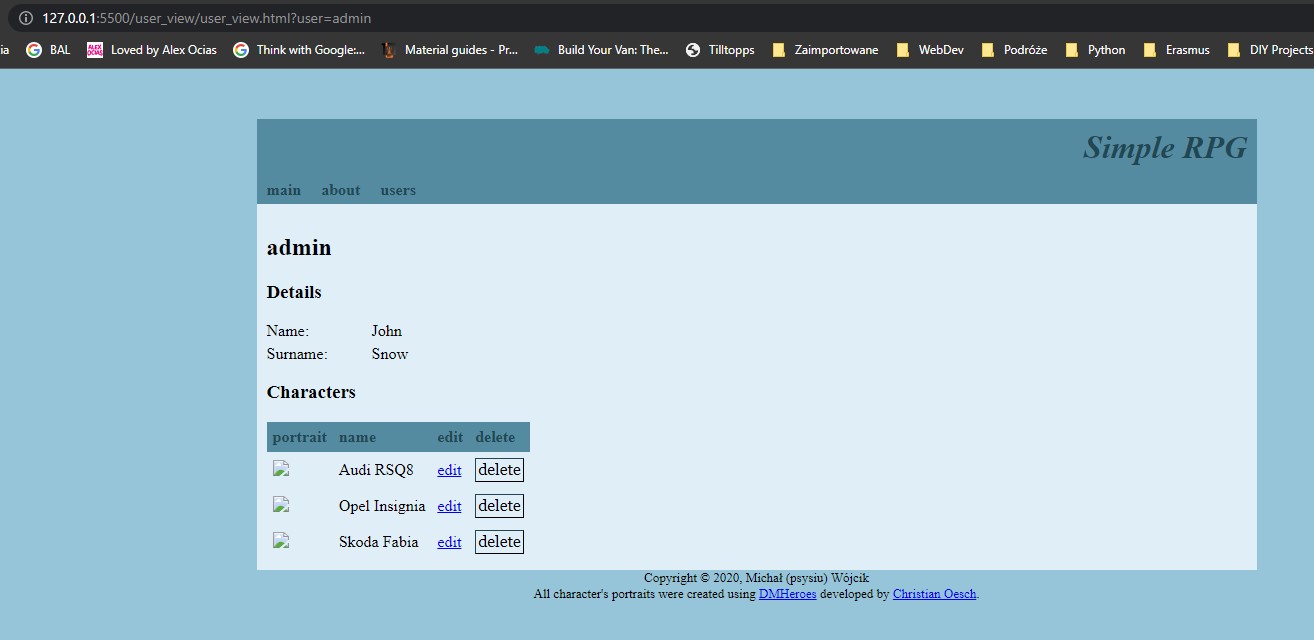 127.0.0.1:5500/user_view/user_view.html?user=admin
ia BAL ALEX OCIAS Loved by Alex Ocias Think with Google:... Material guides - Pr... Build Your Van: The... Tilltopps Zaimportowane WebDev Podróże Python Erasmus DIY Projects
Simple RPG
main about users
admin
Details
Name: John
Surname: Snow
Characters
portrait name edit delete
Audi RSQ8 edit delete
Opel Insignia edit delete
Skoda Fabia edit delete
Copyright © 2020, Michał (psysiu) Wójcik
All character's portraits were created using DMHeroes developed by Christian Oesch.